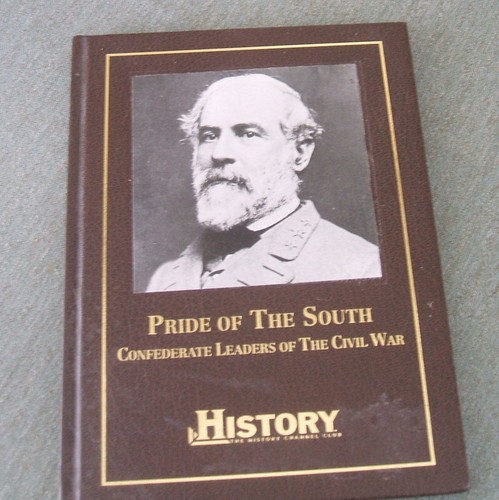 PRIDE OF THE SOUTH
CONFEDERATE LEADERS OF THE CIVIL WAR
HISTORY
THE HISTORY CHANNEL CLUB